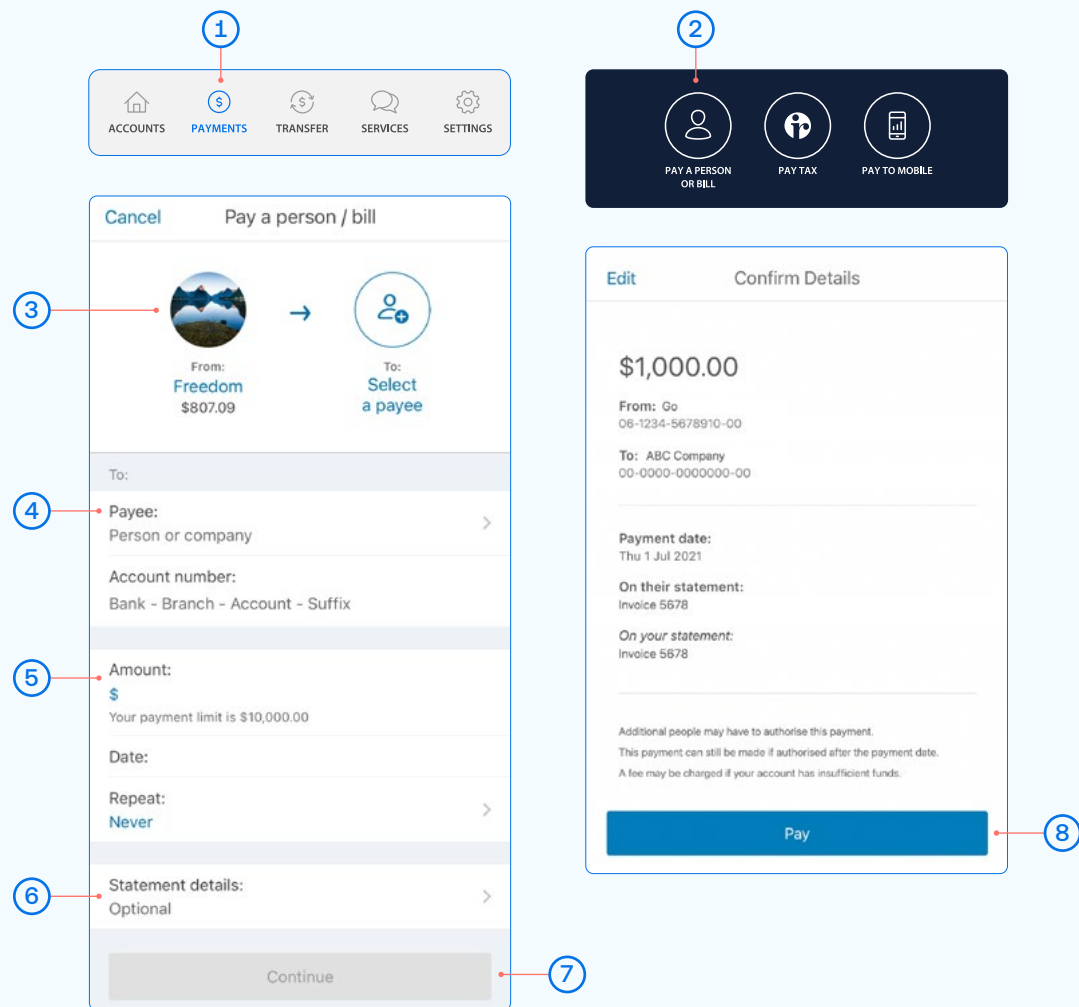 1
ACCOUNTS
PAYMENTS
TRANSFER
SERVICES
SETTINGS
2
PAY A PERSON
OR BILL
PAY TAX
PAY TO MOBILE
Cancel
Pay a person / bill
3
From:
Freedom
$807.09
To:
Select
a payee
To:
4
Payee:
Person or company
Account number:
Bank - Branch - Account - Suffix
5
Amount:
$
Your payment limit is $10,000.00
Date:
Repeat:
Never
6
Statement details:
Optional
Continue
7
Edit
Confirm Details
$1,000.00
From: Go
06-1234-5678910-00
To: ABC Company
00-0000-0000000-00
Payment date:
Thu 1 Jul 2021
On their statement:
Invoice 5678
On your statement:
Invoice 5678
Additional people may have to authorise this payment.
This payment can still be made if authorised after the payment date.
A fee may be charged if your account has insufficient funds.
Pay
8